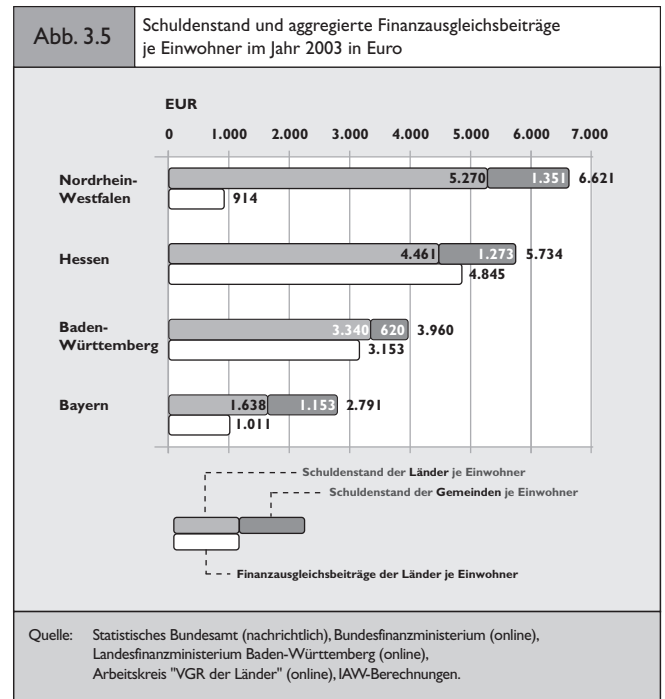 Abb. 3.5
Schuldenstand und aggregierte Finanzausgleichsbeiträge
je Einwohner im Jahr 2003 in Euro
EUR
0 1.000 2.000 3.000 4.000 5.000 6.000 7.000
Nordrhein-
Westfalen
5.270 1.351 6.621
914
Hessen
4.461 1.273 5.734
4.845
Baden-
Württemberg
3.340 620 3.960
3.153
Bayern
1.638 1.153 2.791
1.011
Schuldenstand der Länder je Einwohner
Schuldenstand der Gemeinden je Einwohner
Finanzausgleichsbeiträge der Länder je Einwohner
Quelle: Statistisches Bundesamt (nachrichtlich), Bundesfinanzministerium (online),
Landesfinanzministerium Baden-Württemberg (online),
Arbeitskreis "VGR der Länder" (online), IAW-Berechnungen.